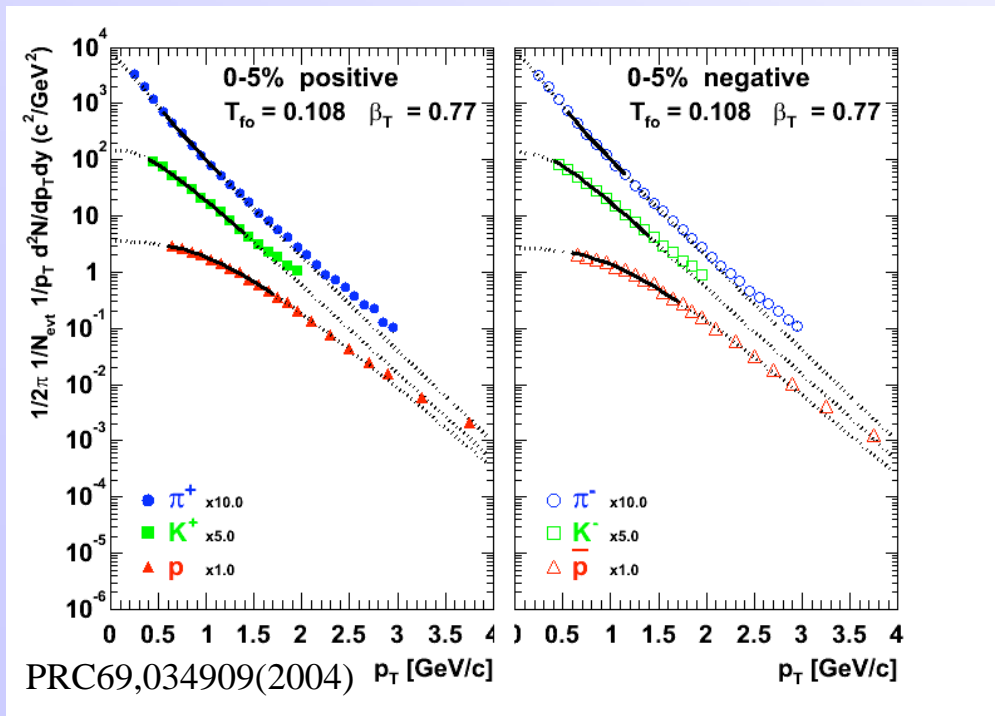 1/2π 1/N_evt 1/p_T d²N/dp_Tdy (c²/GeV²)
10⁴
10³
10²
10
1
10⁻¹
10⁻²
10⁻³
10⁻⁴
10⁻⁵
10⁻⁶
0-5% positive
T_fo = 0.108 β_T = 0.77
π⁺ x10.0
K⁺ x5.0
p x1.0
0 0.5 1 1.5 2 2.5 3 3.5 4
p_T [GeV/c]
0-5% negative
T_fo = 0.108 β_T = 0.77
π⁻ x10.0
K⁻ x5.0
p̅ x1.0
0 0.5 1 1.5 2 2.5 3 3.5 4
p_T [GeV/c]
PRC69,034909(2004)